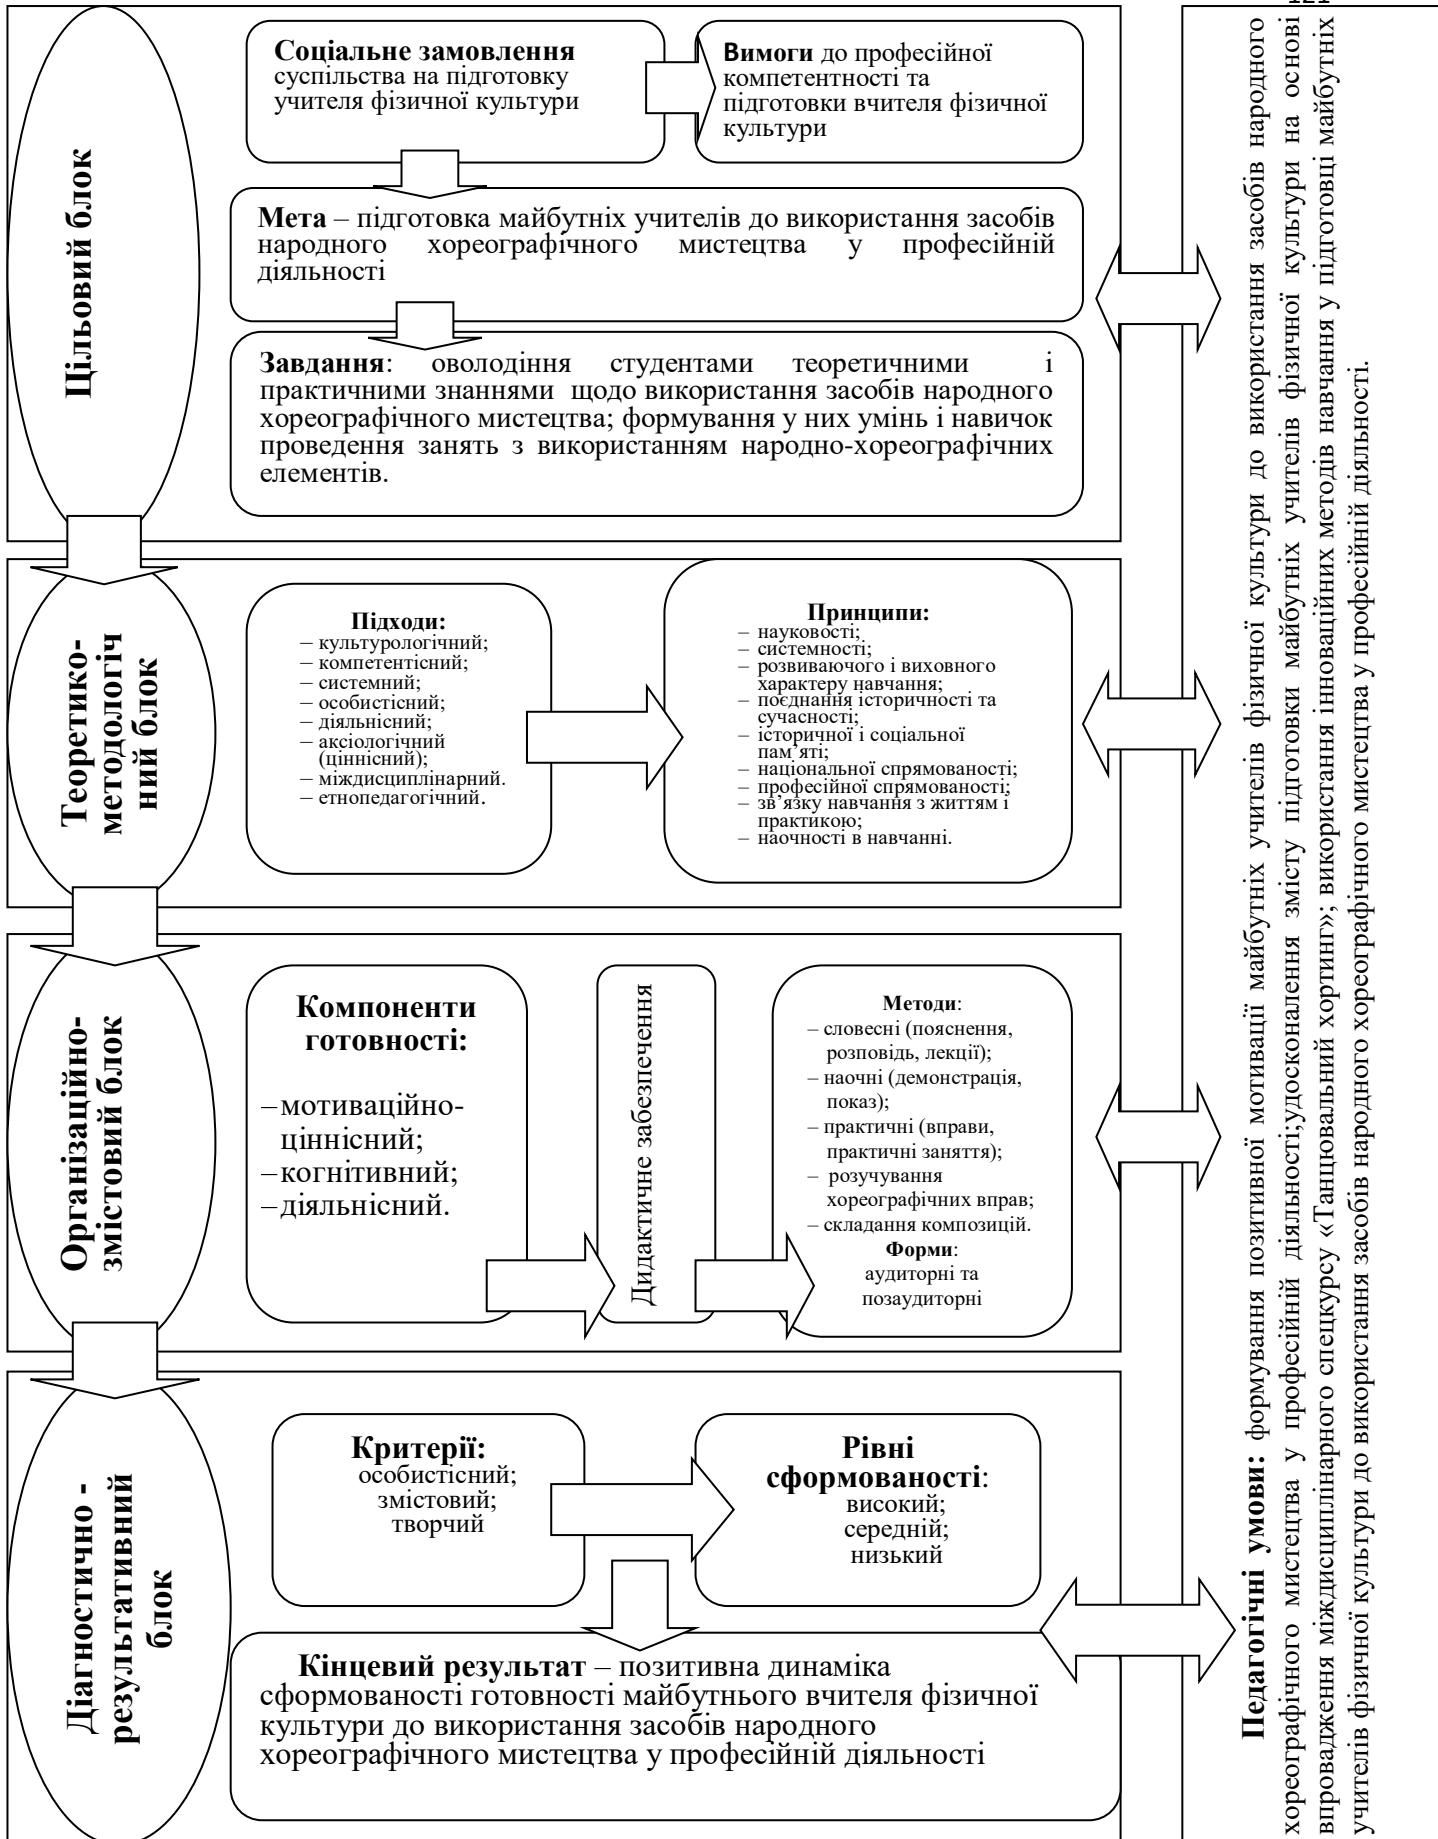 Цільовий блок
Соціальне замовлення
суспільства на підготовку
учителя фізичної культури
Вимоги до професійної
компетентності та
підготовки вчителя фізичної
культури
Мета – підготовка майбутніх учителів до використання засобів
народного хореографічного мистецтва у професійній
діяльності
Завдання: оволодіння студентами теоретичними і
практичними знаннями щодо використання засобів народного
хореографічного мистецтва; формування у них умінь і навичок
проведення занять з використанням народно-хореографічних
елементів.
Теоретико-
методологіч
ний блок
Підходи:
– культурологічний;
– компетентісний;
– системний;
– особистісний;
– діяльнісний;
– аксіологічний
(ціннісний);
– міждисциплінарний.
– етнопедагогічний.
Принципи:
– науковості;
– системності;
– розвиваючого і виховного
характеру навчання;
– поєднання історичності та
сучасності;
– історичної і соціальної
пам’яті;
– національної спрямованості;
– професійної спрямованості;
– зв’язку навчання з життям і
практикою;
– наочності в навчанні.
Організаційно-
змістовий блок
Компоненти
готовності:
– мотиваційно-
ціннісний;
– когнітивний;
– діяльнісний.
Дидактичне забезпечення
Методи:
– словесні (пояснення,
розповідь, лекції);
– наочні (демонстрація,
показ);
– практичні (вправи,
практичні заняття);
– розучування
хореографічних вправ;
– складання композицій.
Форми:
аудиторні та
позаудиторні
Діагностично -
результативний
блок
Критерії:
особистісний;
змістовий;
творчий
Рівні
сформованості:
високий;
середній;
низький
Кінцевий результат – позитивна динаміка
сформованості готовності майбутнього вчителя фізичної
культури до використання засобів народного
хореографічного мистецтва у професійній діяльності
Педагогічні умови: формування позитивної мотивації майбутніх учителів фізичної культури до використання засобів народного
хореографічного мистецтва у професійній діяльності;удосконалення змісту підготовки майбутніх учителів фізичної культури на основі
впровадження міждисциплінарного спецкурсу «Танцювальний хортинг»; використання інноваційних методів навчання у підготовці майбутніх
учителів фізичної культури до використання засобів народного хореографічного мистецтва у професійній діяльності.